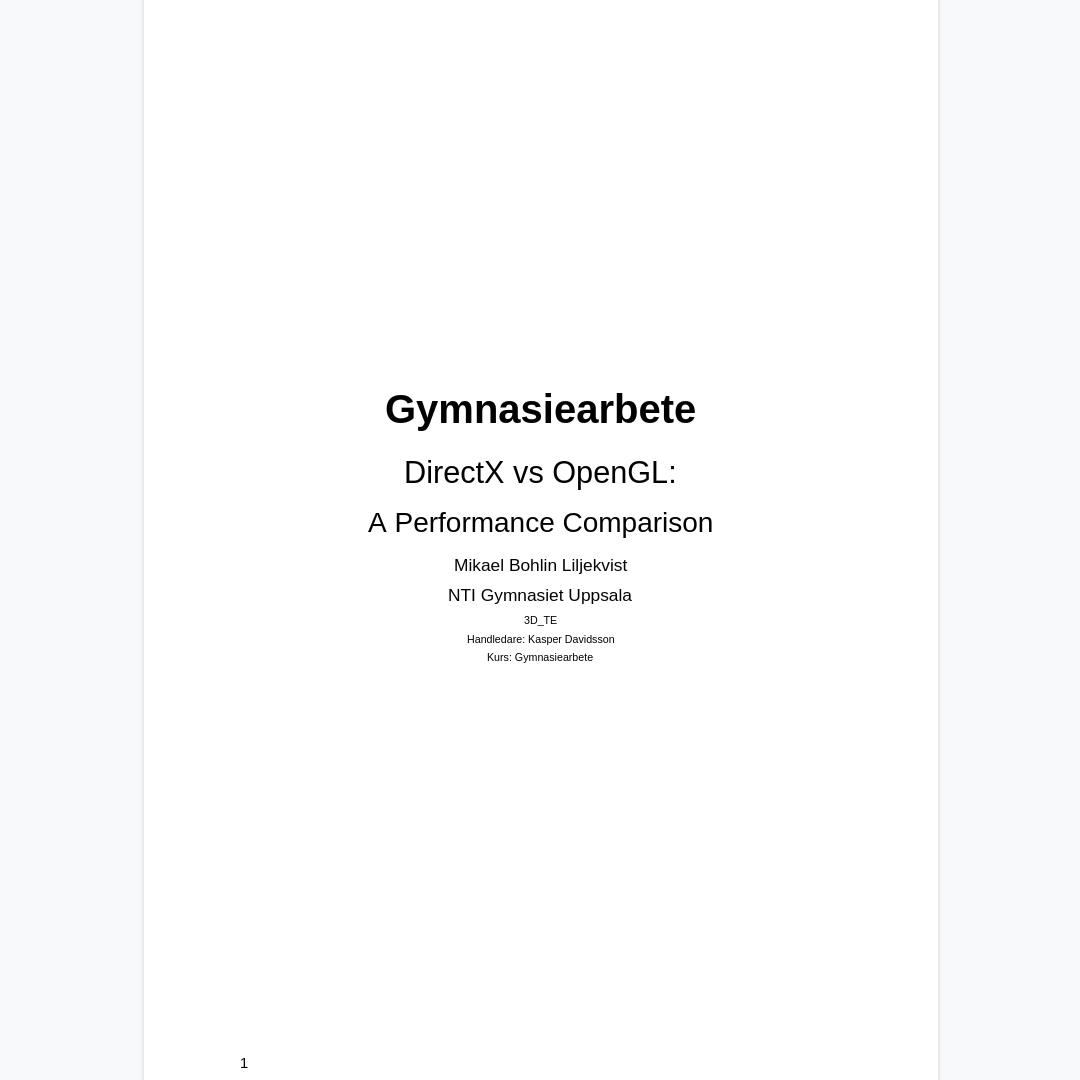 Gymnasiearbete
DirectX vs OpenGL:
A Performance Comparison
Mikael Bohlin Liljekvist
NTI Gymnasiet Uppsala
3D_TE
Handledare: Kasper Davidsson
Kurs: Gymnasiearbete
1